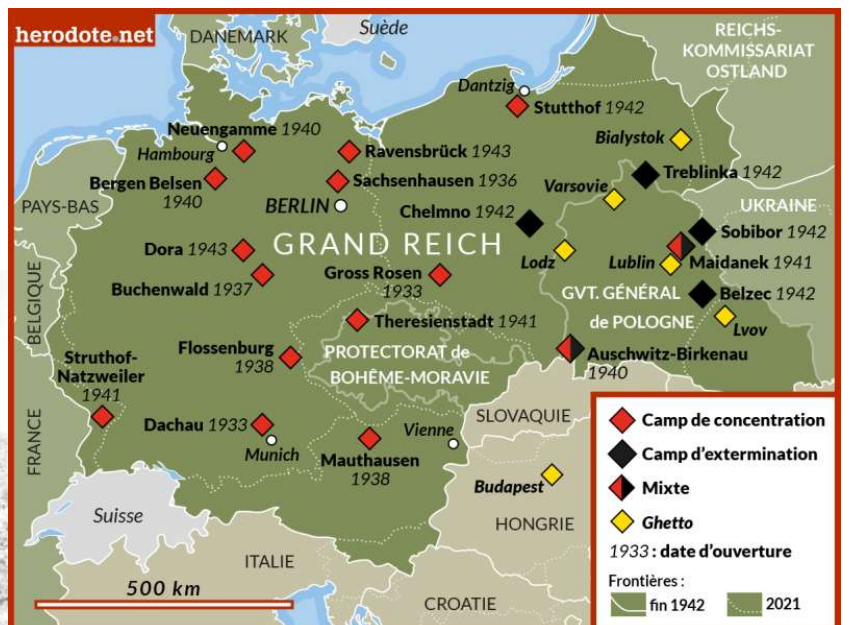 herodote.net
DANEMARK
Suède
REICHS-
KOMMISSARIAT
OSTLAND
Dantzig
Stutthof 1942
Neuengamme 1940
Hambourg
Ravensbrück 1943
Bialystok
Bergen Belsen
1940
Sachsenhausen 1936
Treblinka 1942
Varsovie
PAYS-BAS
BERLIN
Chelmno
1942
UKRAINE
Sobibor 1942
Dora 1943
GRAND REICH
Lodz
Lublin
Maidanek 1941
Buchenwald
1937
Gross Rosen
1933
Belzec 1942
GVT. GÉNÉRAL
de POLOGNE
Lvov
BELGIQUE
Theresienstadt 1941
Flossenburg
1938
PROTECTORAT de
BOHÊME-MORAVIE
Auschwitz-Birkenau
1940
Struthof-
Natzweiler
1941
SLOVAQUIE
FRANCE
Dachau 1933
Munich
Vienne
Mauthausen
1938
Budapest
HONGRIE
Suisse
ITALIE
CROATIE
500 km
Camp de concentration
Camp d'extermination
Mixte
Ghetto
1933 : date d'ouverture
Frontières :
fin 1942
2021